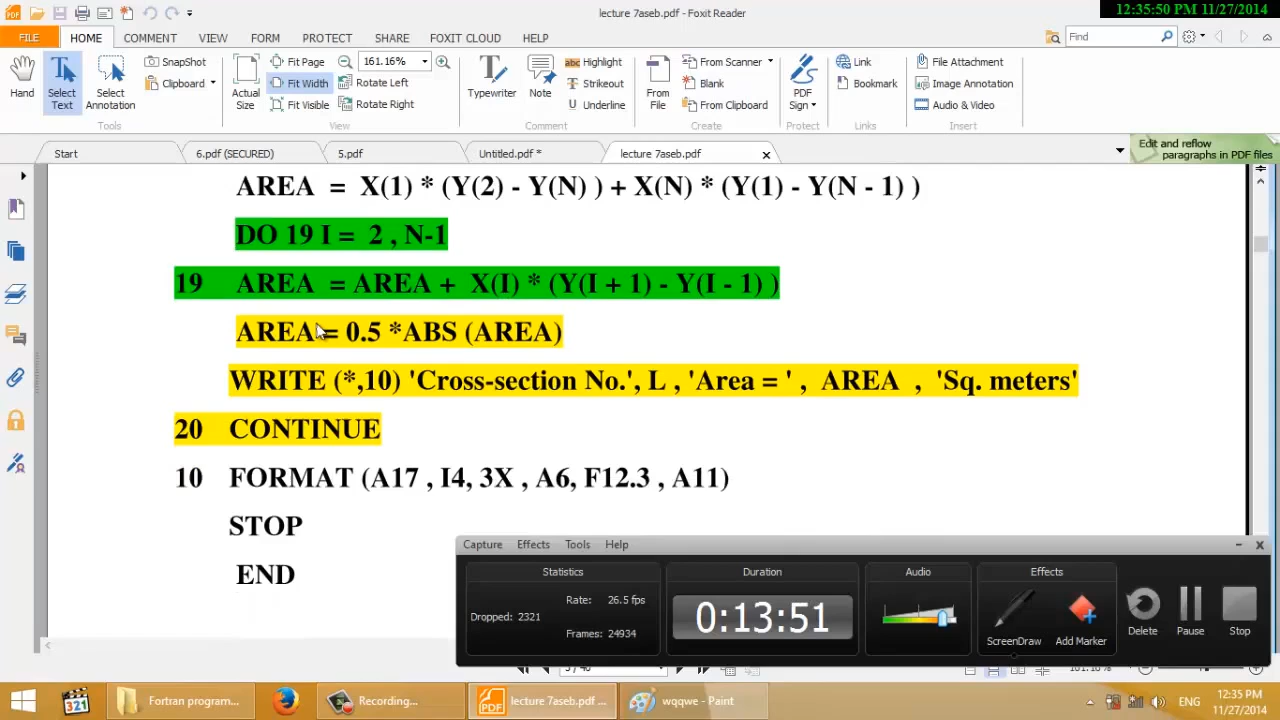 lecture 7aseb.pdf - Foxit Reader
12:35:50 PM 11/27/2014
FILE HOME COMMENT VIEW FORM PROTECT SHARE FOXIT CLOUD HELP
Find
Hand
Select Text
Select Annotation
SnapShot
Clipboard
Tools
Actual Size
Fit Page
Fit Width
Fit Visible
161.16%
Rotate Left
Rotate Right
View
Typewriter
Note
Highlight
Strikeout
Underline
Comment
From File
From Scanner
Blank
From Clipboard
Create
PDF Sign
Protect
Link
Bookmark
Links
File Attachment
Image Annotation
Audio & Video
Insert
Start
6.pdf (SECURED)
5.pdf
Untitled.pdf *
lecture 7aseb.pdf
Edit and reflow
paragraphs in PDF files
AREA = X(1) * (Y(2) - Y(N) ) + X(N) * (Y(1) - Y(N - 1) )
DO 19 I = 2 , N-1
19 AREA = AREA + X(I) * (Y(I + 1) - Y(I - 1) )
AREA = 0.5 *ABS (AREA)
WRITE (*,10) 'Cross-section No.', L , 'Area = ' , AREA , 'Sq. meters'
20 CONTINUE
10 FORMAT (A17 , I4, 3X , A6, F12.3 , A11)
STOP
END
Capture Effects Tools Help
Statistics
Rate: 26.5 fps
Dropped: 2321
Frames: 24934
Duration
0:13:51
Audio
Effects
ScreenDraw
Add Marker
Delete
Pause
Stop
321
Fortran program...
Recording...
lecture 7aseb.pdf ...
wqqwe - Paint
ENG
12:35 PM
11/27/2014